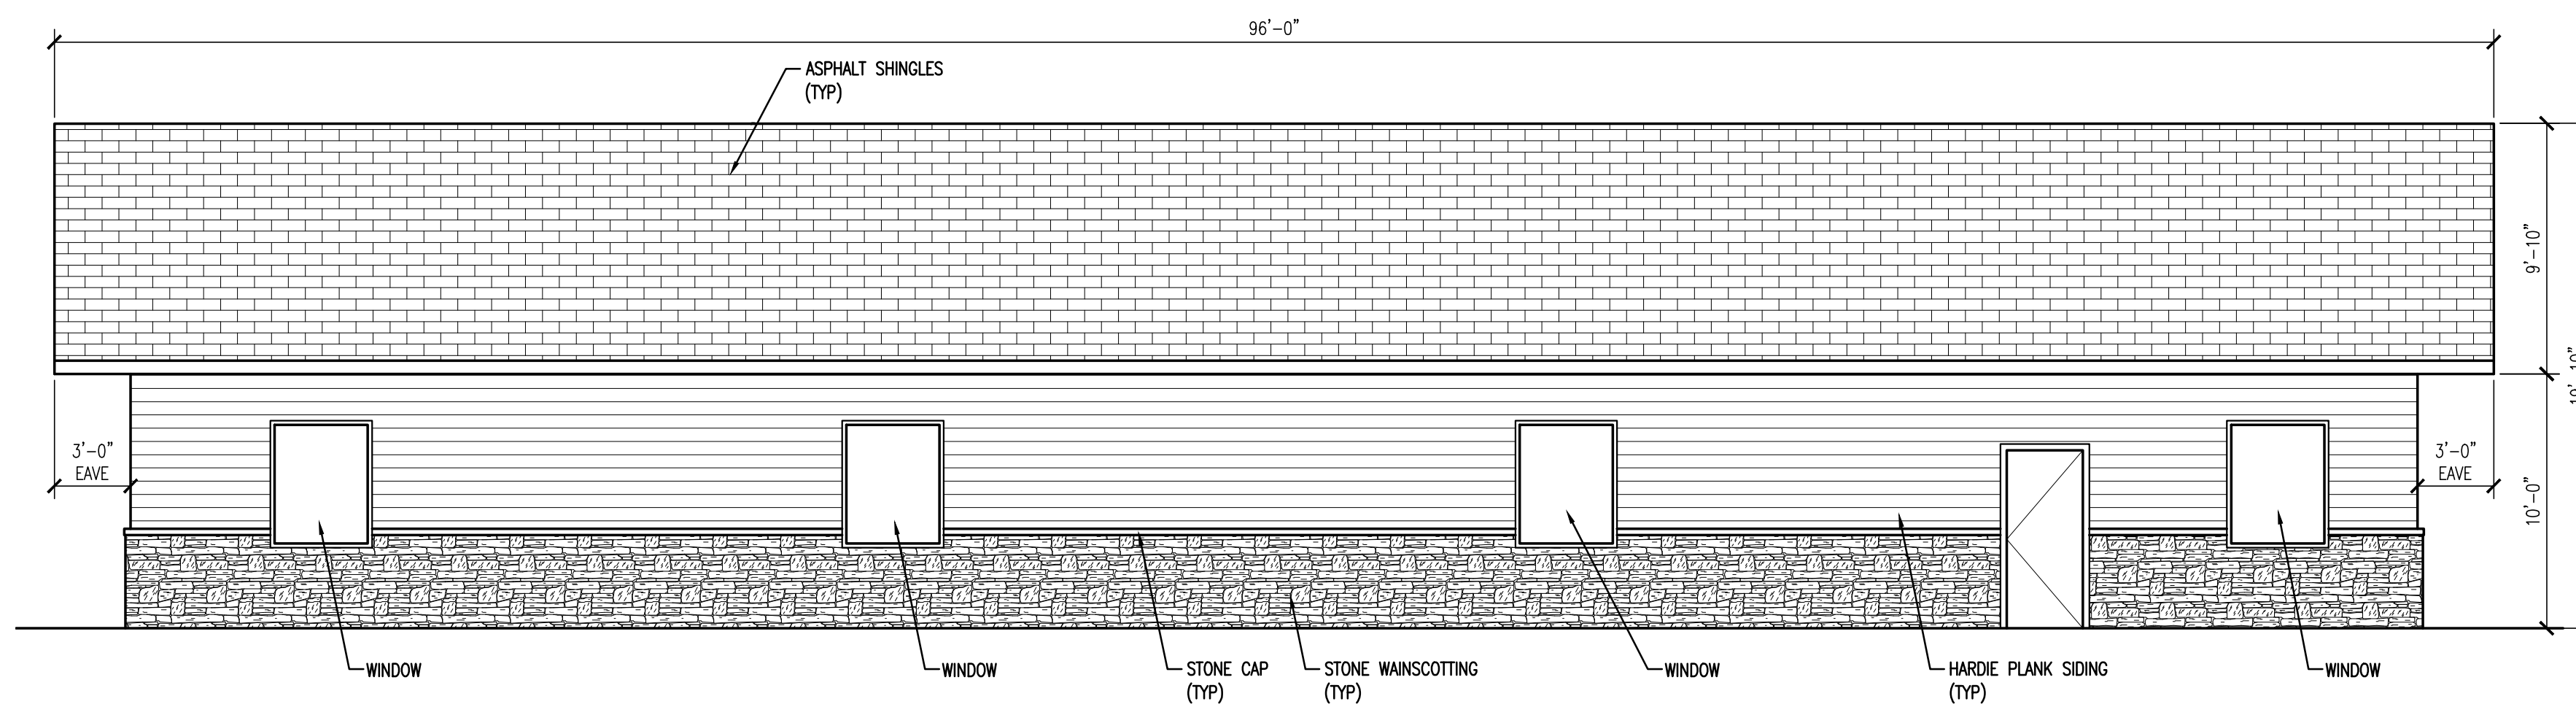 96'-0"
ASPHALT SHINGLES
(TYP)
9'-10"
3'-0"
EAVE
3'-0"
EAVE
10'-0"
WINDOW
WINDOW
STONE CAP
(TYP)
STONE WAINSCOTTING
(TYP)
WINDOW
HARDIE PLANK SIDING
(TYP)
WINDOW